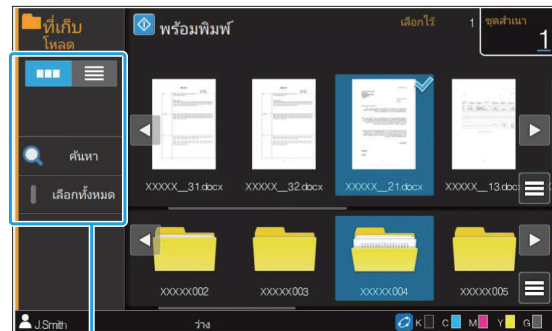 ที่เก็บ
โหลด
พร้อมพิมพ์
เลือกไว้ 1
ชุดสำเนา
1
ค้นหา
เลือกทั้งหมด
XXXXX__31.docx
XXXXX__32.docx
XXXXX__21.docx
XXXXX__13.doc
XXXXX002
XXXXX003
XXXXX004
XXXXX005
J.Smith
ว่าง
K C M Y G